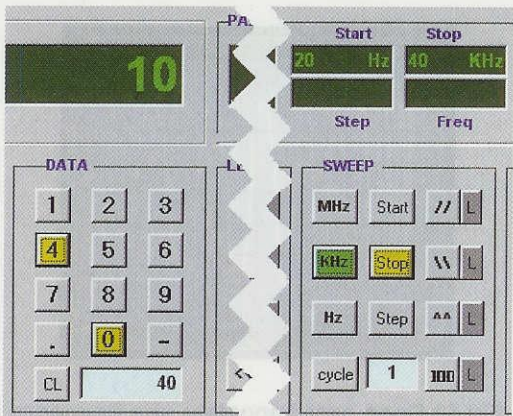 Start Stop
10
20 Hz 40 KHz
Step Freq
DATA
SWEEP
1 2 3
MHz Start // L
4 5 6
KHz Stop \\ L
7 8 9
Hz Step ^^ L
. 0 -
CL 40
cycle 1 L